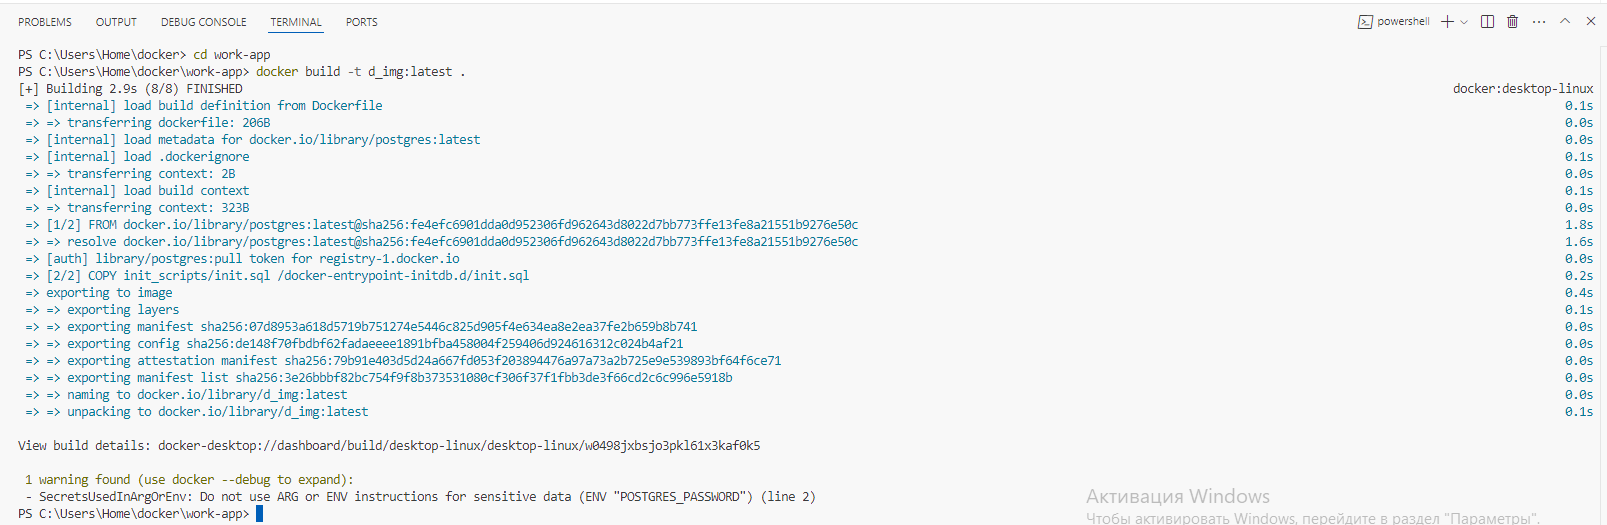 PROBLEMS OUTPUT DEBUG CONSOLE TERMINAL PORTS powershell
PS C:\Users\Home\docker> cd work-app
PS C:\Users\Home\docker\work-app> docker build -t d_img:latest .
[+] Building 2.9s (8/8) FINISHED docker:desktop-linux
=> [internal] load build definition from Dockerfile 0.1s
=> => transferring dockerfile: 206B 0.0s
=> [internal] load metadata for docker.io/library/postgres:latest 0.0s
=> [internal] load .dockerignore 0.1s
=> => transferring context: 2B 0.0s
=> [internal] load build context 0.1s
=> => transferring context: 323B 0.0s
=> [1/2] FROM docker.io/library/postgres:latest@sha256:fe4efc6901dda0d952306fd962643d8022d7bb773ffe13fe8a21551b9276e50c 1.8s
=> => resolve docker.io/library/postgres:latest@sha256:fe4efc6901dda0d952306fd962643d8022d7bb773ffe13fe8a21551b9276e50c 1.6s
=> [auth] library/postgres:pull token for registry-1.docker.io 0.0s
=> [2/2] COPY init_scripts/init.sql /docker-entrypoint-initdb.d/init.sql 0.2s
=> exporting to image 0.4s
=> => exporting layers 0.1s
=> => exporting manifest sha256:07d8953a618d5719b751274e5446c825d905f4e634ea8e2ea37fe2b659b8b741 0.0s
=> => exporting config sha256:de148f70fbdbf62fadaeeee1891bfba458004f259406d924616312c024b4af21 0.0s
=> => exporting attestation manifest sha256:79b91e403d5d24a667fd053f203894476a97a73a2b725e9e539893bf64f6ce71 0.0s
=> => exporting manifest list sha256:3e26bbbf82bc754f9f8b373531080cf306f37f1fbb3de3f66cd2c6c996e5918b 0.0s
=> => naming to docker.io/library/d_img:latest 0.0s
=> => unpacking to docker.io/library/d_img:latest 0.1s
View build details: docker-desktop://dashboard/build/desktop-linux/desktop-linux/w0498jxbsjo3pkl61x3kaf0k5
1 warning found (use docker --debug to expand):
- SecretsUsedInArgOrEnv: Do not use ARG or ENV instructions for sensitive data (ENV "POSTGRES_PASSWORD") (line 2)
PS C:\Users\Home\docker\work-app>
Активация Windows
Чтобы активировать Windows, перейдите в раздел "Параметры".